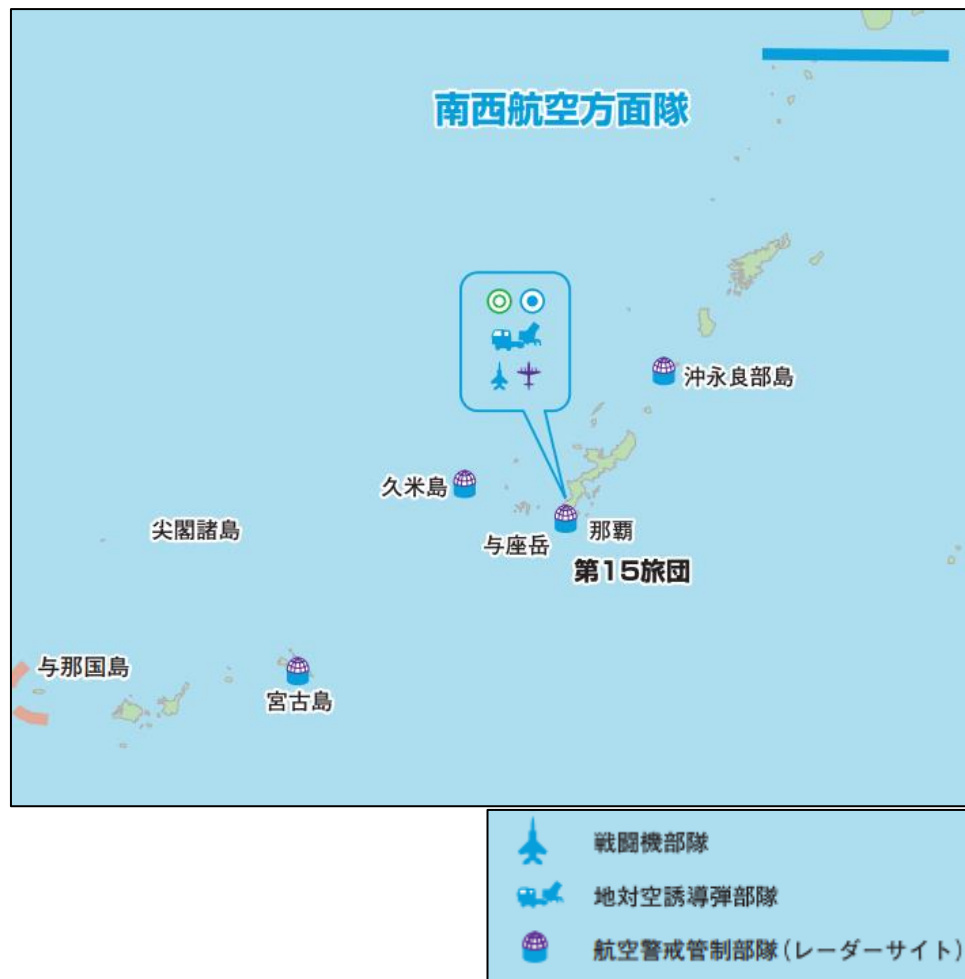 南西航空方面隊
沖永良部島
久米島
尖閣諸島
与座岳
那覇
第15旅団
与那国島
宮古島
戦闘機部隊
地対空誘導弾部隊
航空警戒管制部隊(レーダーサイト)